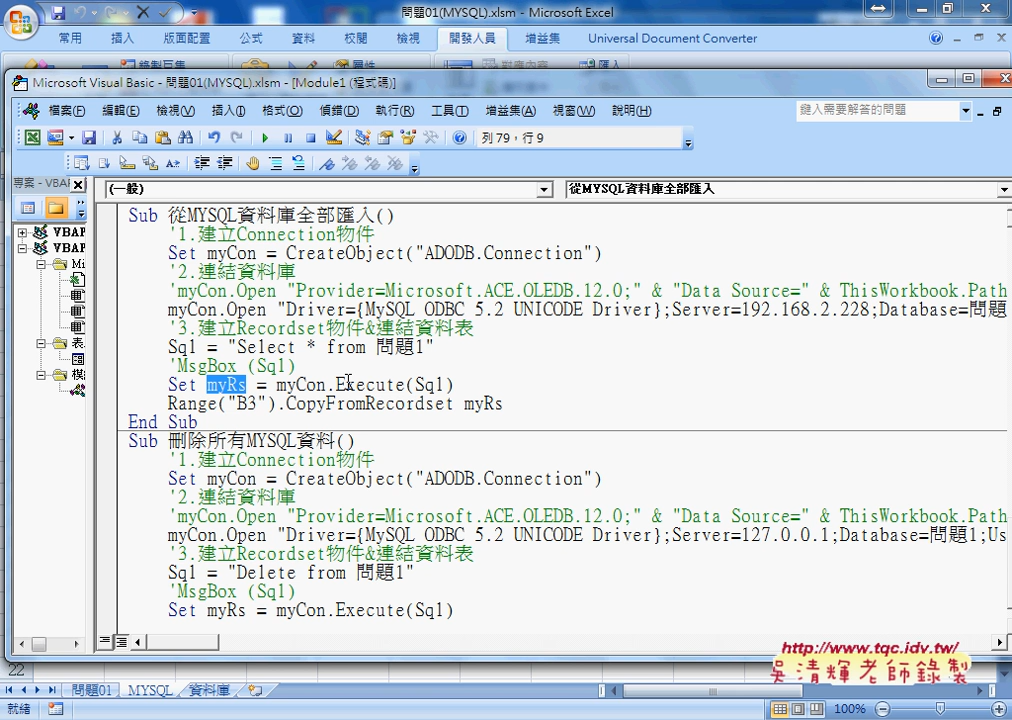 問題01(MYSQL).xlsm - Microsoft Excel
常用 插入 版面配置 公式 資料 校閱 檢視 開發人員 增益集 Universal Document Converter
Microsoft Visual Basic - 問題01(MYSQL).xlsm - [Module1 (程式碼)]
檔案(F) 編輯(E) 檢視(V) 插入(I) 格式(O) 偵錯(D) 執行(R) 工具(T) 增益集(A) 視窗(W) 說明(H) 鍵入需要解答的問題
列 79，行 9
專案 - VBAP
(一般) 從MYSQL資料庫全部匯入
VBAP
VBAP
Mi
表
模
Sub 從MYSQL資料庫全部匯入()
'1.建立Connection物件
Set myCon = CreateObject("ADODB.Connection")
'2.連結資料庫
'myCon.Open "Provider=Microsoft.ACE.OLEDB.12.0;" & "Data Source=" & ThisWorkbook.Path
myCon.Open "Driver={MySQL ODBC 5.2 UNICODE Driver};Server=192.168.2.228;Database=問題
'3.建立Recordset物件&連結資料表
Sql = "Select * from 問題1"
'MsgBox (Sql)
Set myRs = myCon.Execute(Sql)
Range("B3").CopyFromRecordset myRs
End Sub
Sub 刪除所有MYSQL資料()
'1.建立Connection物件
Set myCon = CreateObject("ADODB.Connection")
'2.連結資料庫
'myCon.Open "Provider=Microsoft.ACE.OLEDB.12.0;" & "Data Source=" & ThisWorkbook.Path
myCon.Open "Driver={MySQL ODBC 5.2 UNICODE Driver};Server=127.0.0.1;Database=問題1;Us
'3.建立Recordset物件&連結資料表
Sql = "Delete from 問題1"
'MsgBox (Sql)
Set myRs = myCon.Execute(Sql)
http://www.tqc.idv.tw/
吳清輝老師錄製
22
問題01 MYSQL 資料庫
就緒 100%